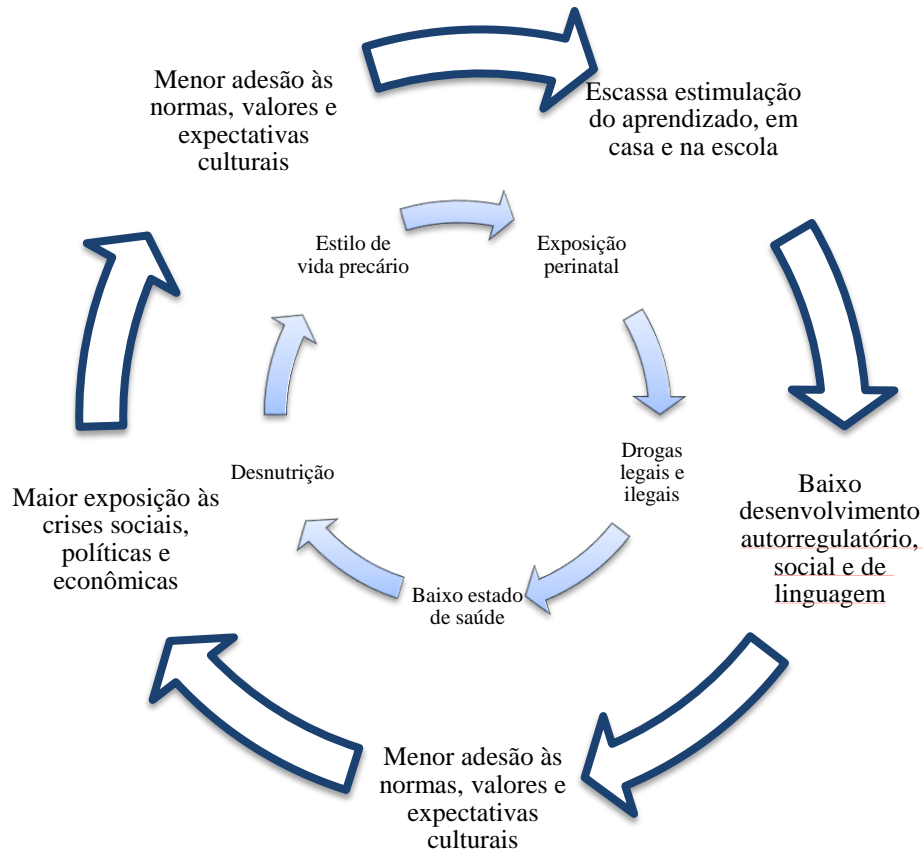 Menor adesão às
normas, valores e
expectativas
culturais
Escassa estimulação
do aprendizado, em
casa e na escola
Estilo de
vida precário
Exposição
perinatal
Desnutrição
Drogas
legais e
ilegais
Maior exposição às
crises sociais,
políticas e
econômicas
Baixo
desenvolvimento
autorregulatório,
social e de
linguagem
Baixo estado
de saúde
Menor adesão às
normas, valores e
expectativas
culturais